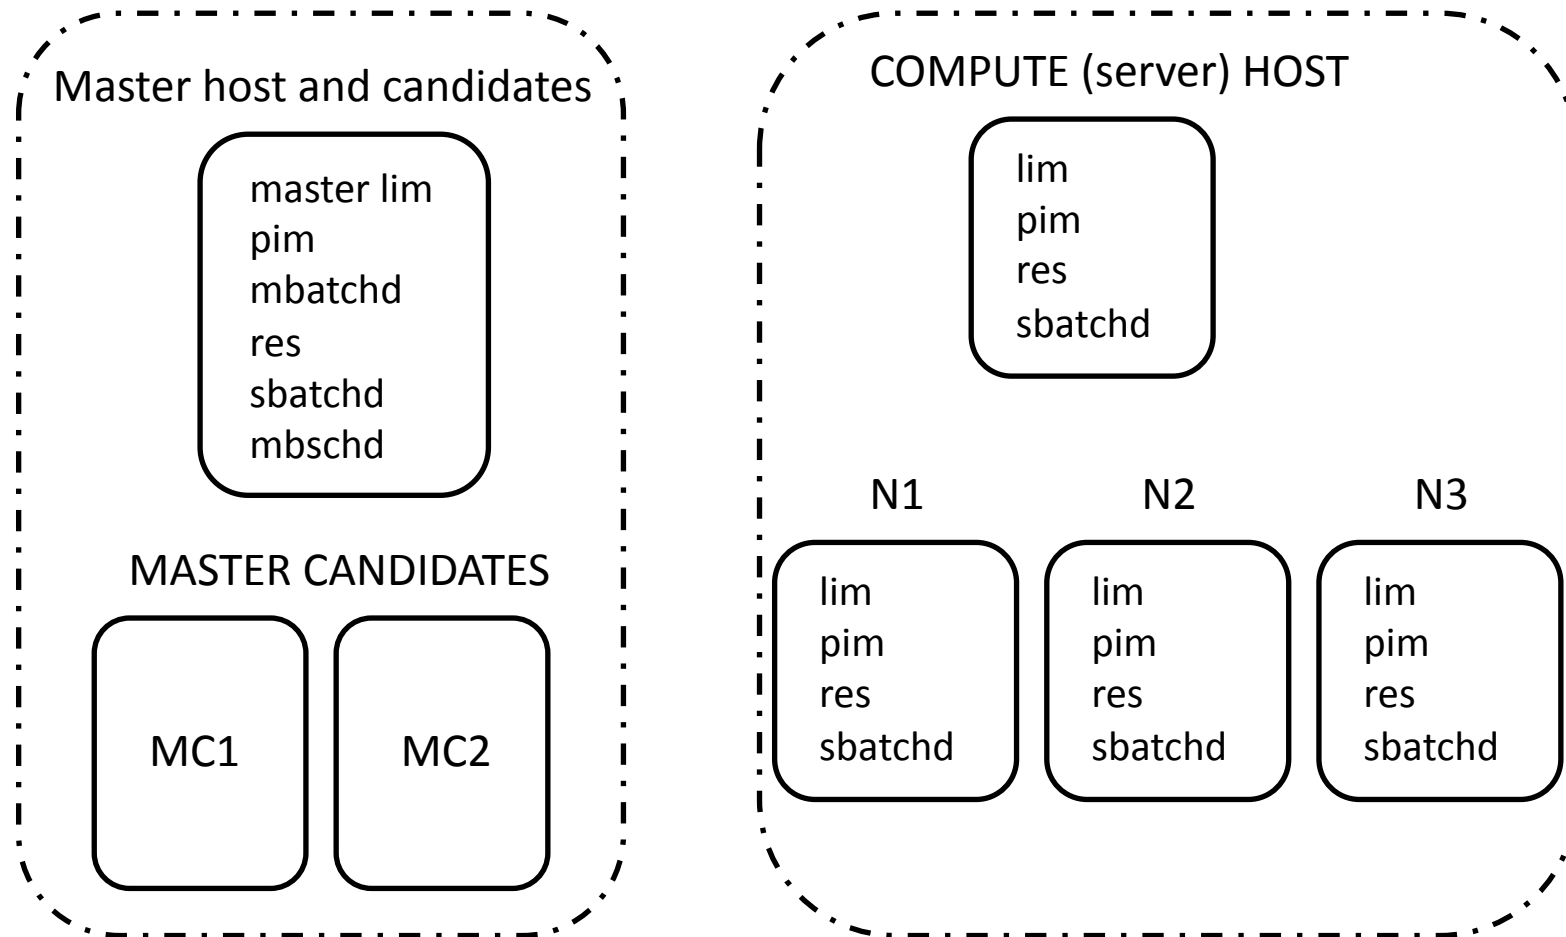 Master host and candidates
master lim
pim
mbatchd
res
sbatchd
mbschd
MASTER CANDIDATES
MC1
MC2
COMPUTE (server) HOST
lim
pim
res
sbatchd
N1
lim
pim
res
sbatchd
N2
lim
pim
res
sbatchd
N3
lim
pim
res
sbatchd